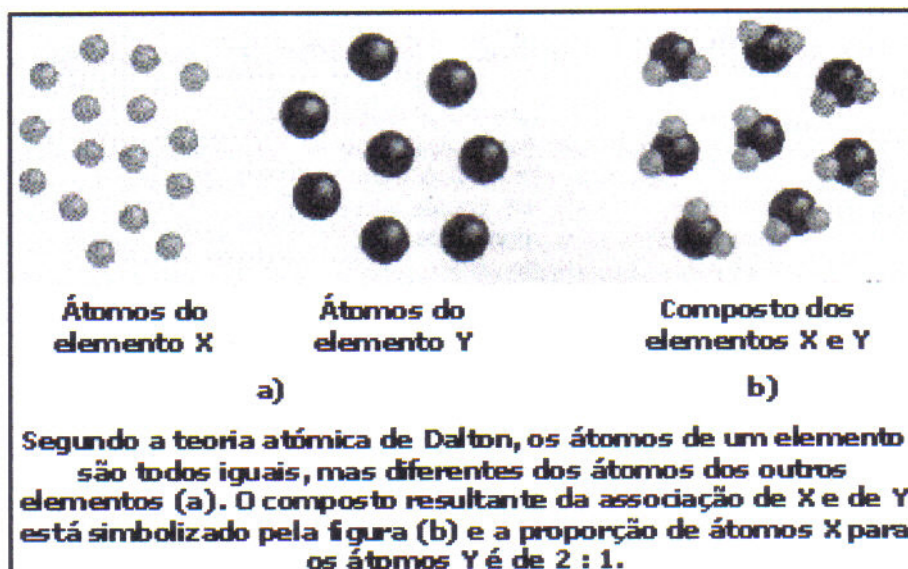 Átomos do elemento X
Átomos do elemento Y
Composto dos elementos X e Y
a)
b)
Segundo a teoria atómica de Dalton, os átomos de um elemento
são todos iguais, mas diferentes dos átomos dos outros
elementos (a). O composto resultante da associação de X e de Y
está simbolizado pela figura (b) e a proporção de átomos X para
os átomos Y é de 2 : 1.